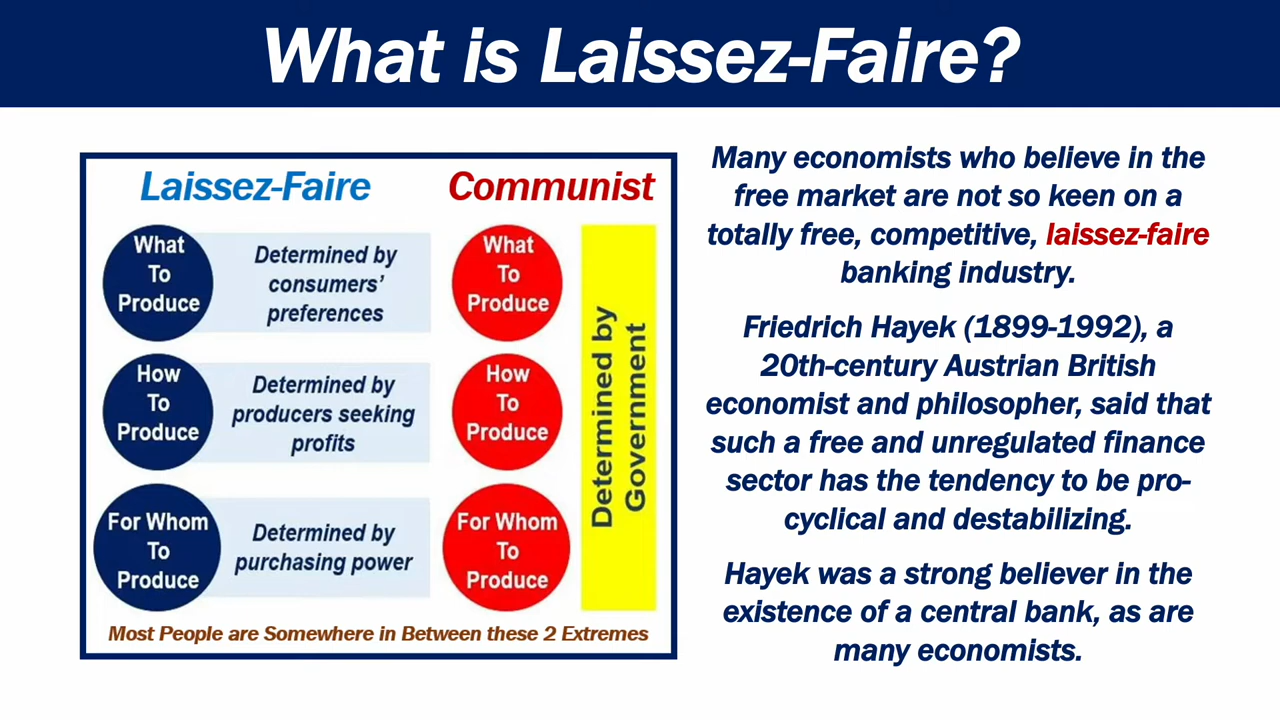 What is Laissez-Faire?
Laissez-Faire
Communist
What
To
Produce
Determined by
consumers’
preferences
What
To
Produce
How
To
Produce
Determined by
producers seeking
profits
How
To
Produce
For Whom
To
Produce
Determined by
purchasing power
For Whom
To
Produce
Determined by
Government
Most People are Somewhere in Between these 2 Extremes
Many economists who believe in the
free market are not so keen on a
totally free, competitive, laissez-faire
banking industry.
Friedrich Hayek (1899-1992), a
20th-century Austrian British
economist and philosopher, said that
such a free and unregulated finance
sector has the tendency to be pro-
cyclical and destabilizing.
Hayek was a strong believer in the
existence of a central bank, as are
many economists.